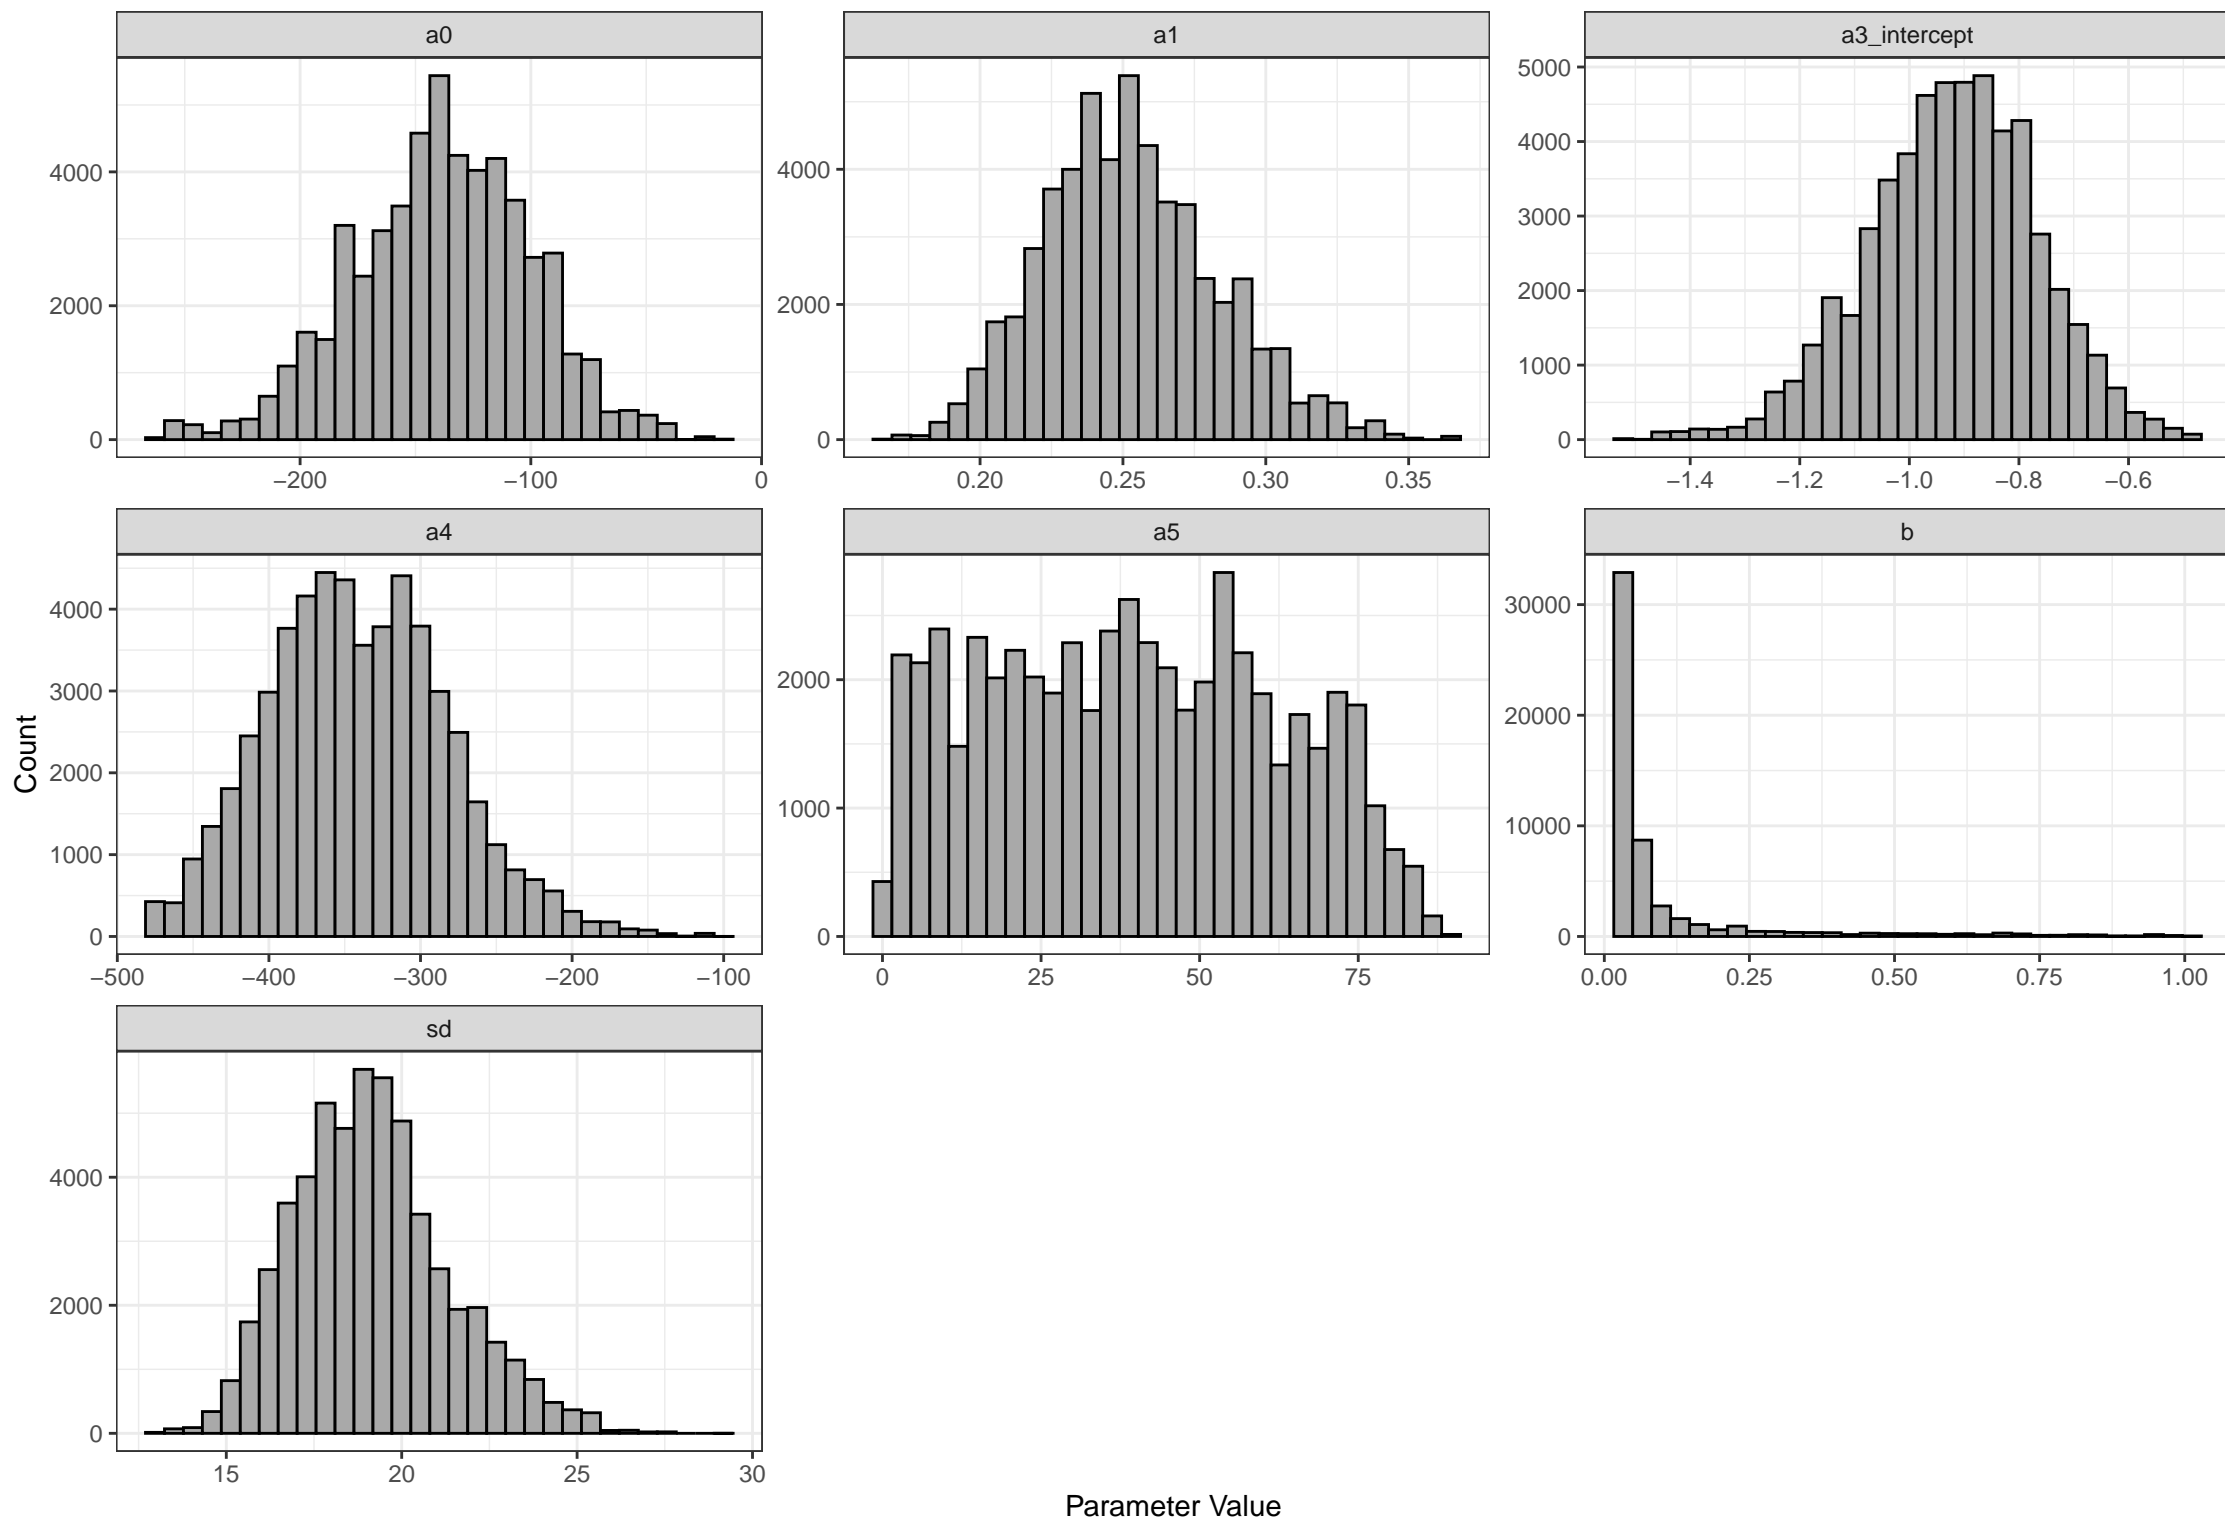 a0 a1 a3_intercept
0 2000 4000
−200 −100 0
0 2000 4000
0.20 0.25 0.30 0.35
0 1000 2000 3000 4000 5000
−1.4 −1.2 −1.0 −0.8 −0.6
a4 a5 b
0 1000 2000 3000 4000
−500 −400 −300 −200 −100
0 1000 2000
0 25 50 75
0 10000 20000 30000
0.00 0.25 0.50 0.75 1.00
sd
0 2000 4000
15 20 25 30
Count
Parameter Value